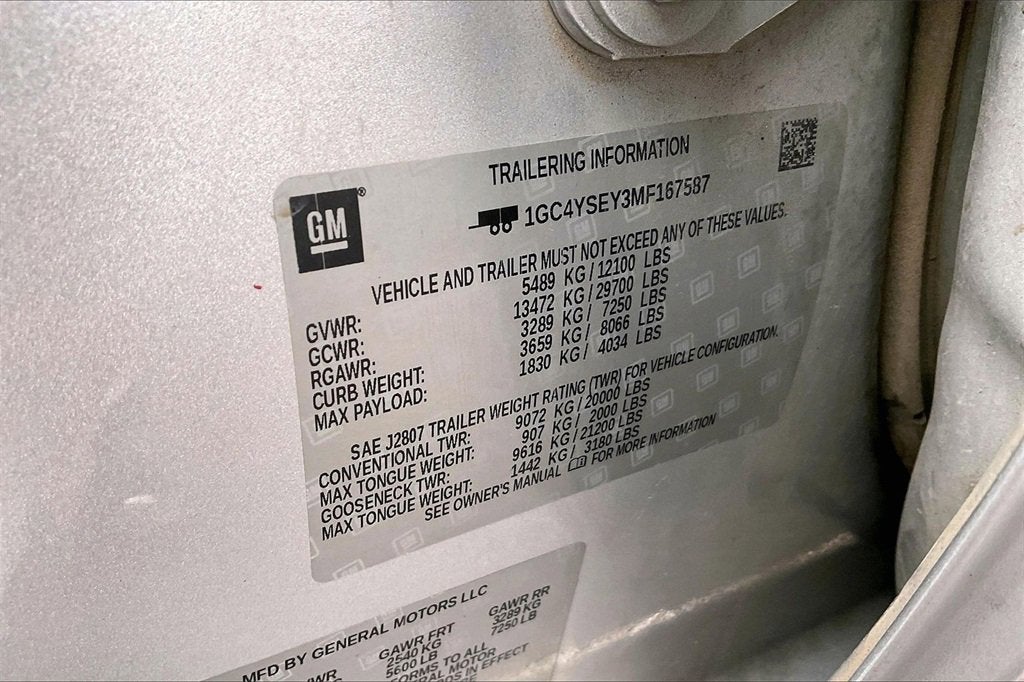 TRAILERING INFORMATION
GM®
1GC4YSEY3MF167587
VEHICLE AND TRAILER MUST NOT EXCEED ANY OF THESE VALUES.
GVWR: 5489 KG / 12100 LBS
GCWR: 13472 KG / 29700 LBS
RGAWR: 3289 KG / 7250 LBS
CURB WEIGHT: 3659 KG / 8066 LBS
MAX PAYLOAD: 1830 KG / 4034 LBS
SAE J2807 TRAILER WEIGHT RATING (TWR) FOR VEHICLE CONFIGURATION.
CONVENTIONAL TWR: 9072 KG / 20000 LBS
MAX TONGUE WEIGHT: 907 KG / 2000 LBS
GOOSENECK TWR: 9616 KG / 21200 LBS
MAX TONGUE WEIGHT: 1442 KG / 3180 LBS
SEE OWNER'S MANUAL FOR MORE INFORMATION
MFD BY GENERAL MOTORS LLC
GAWR FRT GAWR RR
2540 KG 3289 KG
5600 LB 7250 LB
TO ALL
MOTOR
IN EFFECT